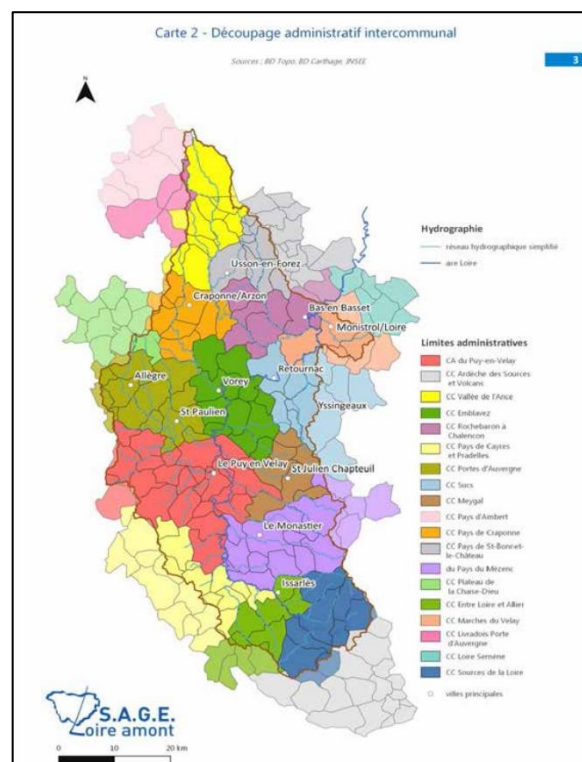 Carte 2 - Découpage administratif intercommunal
Sources : BD Topo, BD Carthage, INSEE
3
N
Hydrographie
réseau hydrographique simplifié
axe Loire
Usson-en-Forez
Craponne/Arzon
Bas en Basset
Monistrol/Loire
Limites administratives
CA du Puy-en-Velay
CC Ardèche des Sources
et Volcans
CC Vallée de l'Ance
CC Emblavez
CC Rochebaron à
Chalencon
CC Pays de Cayres
et Pradelles
CC Portes d'Auvergne
CC Sucs
CC Meygal
CC Pays d'Ambert
CC Pays de Craponne
CC Pays de St-Bonnet-
le-Château
du Pays du Mézenc
CC Plateau de
la Chaise-Dieu
CC Entre Loire et Allier
CC Marches du Velay
CC Livradois Porte
d'Auvergne
CC Loire Semène
CC Sources de la Loire
villes principales
Allègre
Vorey
Retournac
Yssingeaux
St Paulien
Le Puy en Velay
St Julien Chapteuil
Le Monastier
Issarlès
S.A.G.E.
Loire amont
0 10 20 km